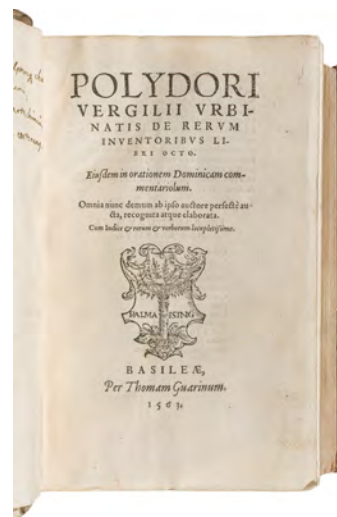 POLYDORI
VERGILII VRBI-
NATIS DE RERVM
INVENTORIBVS LI-
BRI OCTO.
Eiusdem in orationem Dominicam com-
mentariolum.
Omnia nunc demum ab ipso auctore perfectè au-
cta, recognita atque elaborata.
Cum Indice & rerum & verborum locupletissimo.
PALMA ISING
BASILEÆ,
Per Thomam Guarinum.
1563.